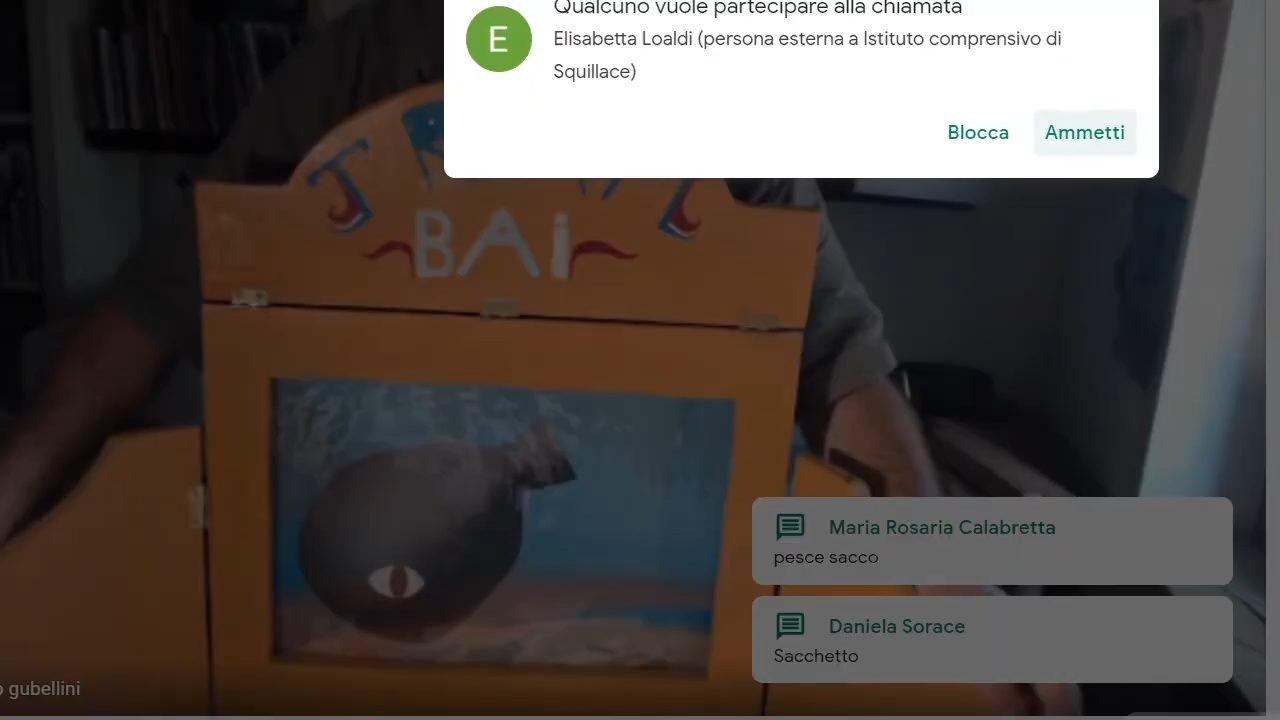 Qualcuno vuole partecipare alla chiamata
E
Elisabetta Loaldi (persona esterna a Istituto comprensivo di
Squillace)
Blocca
Ammetti
BAI
Maria Rosaria Calabretta
pesce sacco
Daniela Sorace
Sacchetto
gubellini